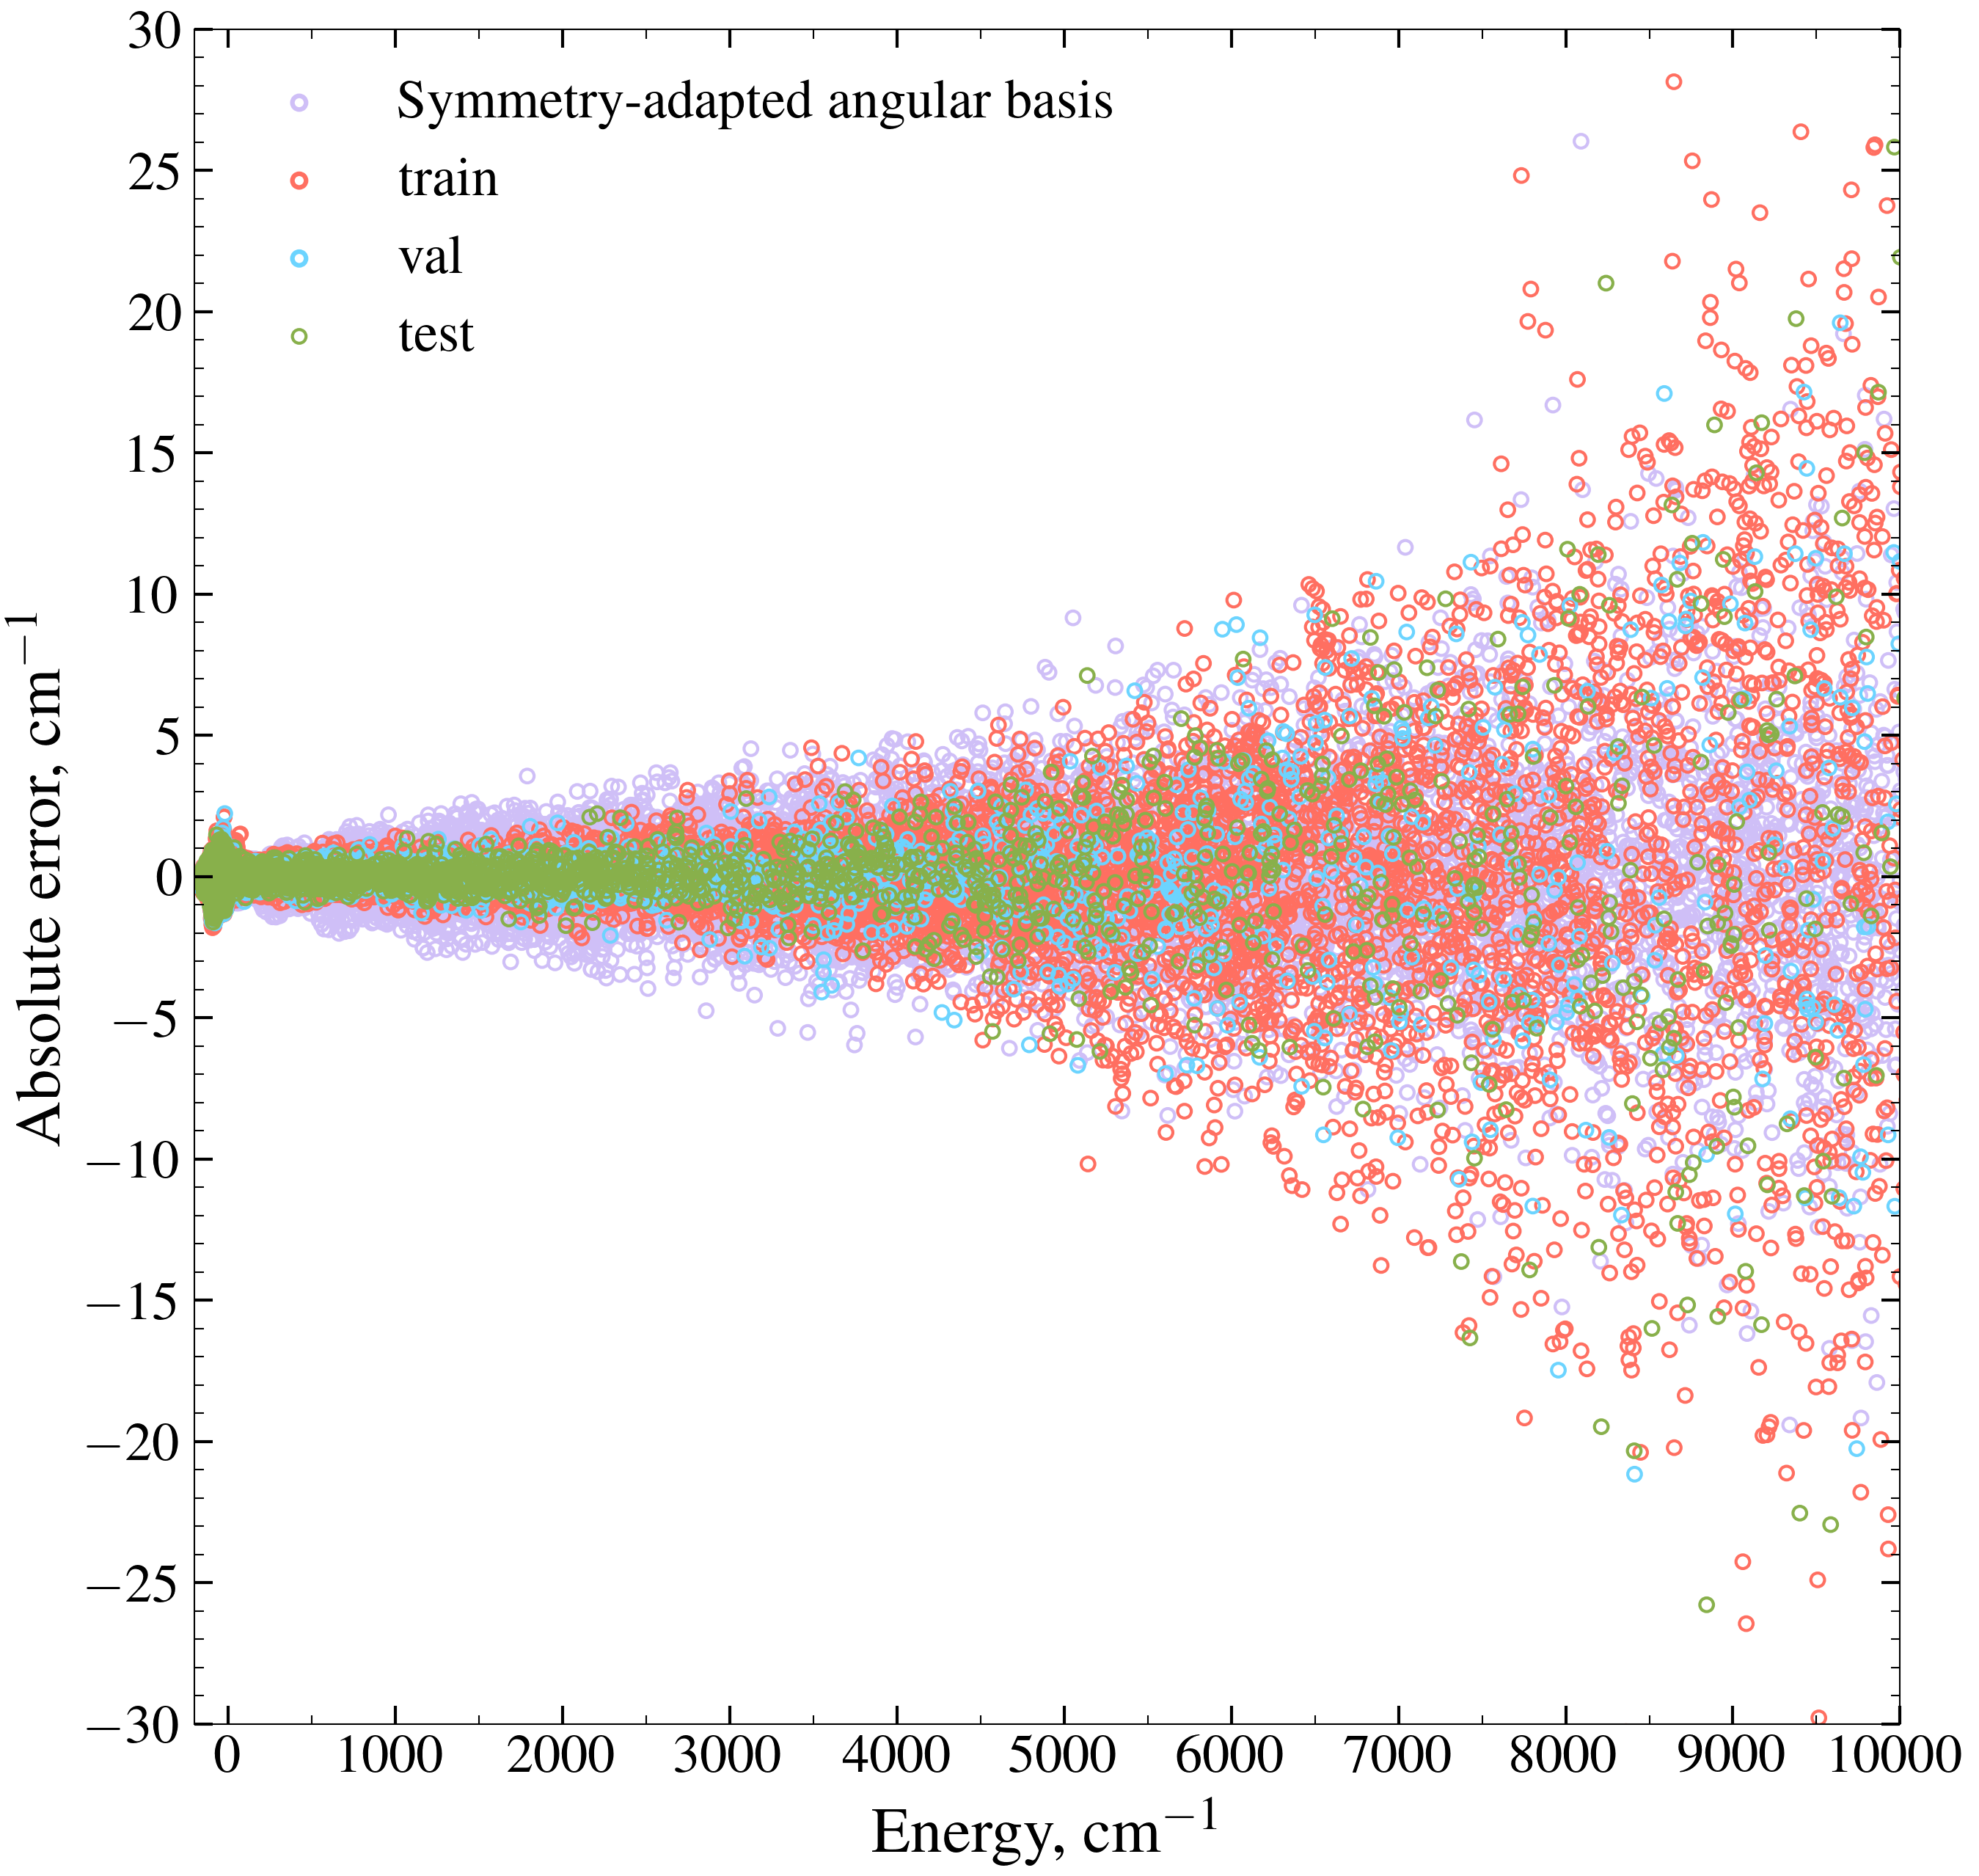 Symmetry-adapted angular basis
train
val
test
30
25
20
15
10
5
0
−5
−10
−15
−20
−25
−30
Absolute error, cm−1
0 1000 2000 3000 4000 5000 6000 7000 8000 9000 10000
Energy, cm−1